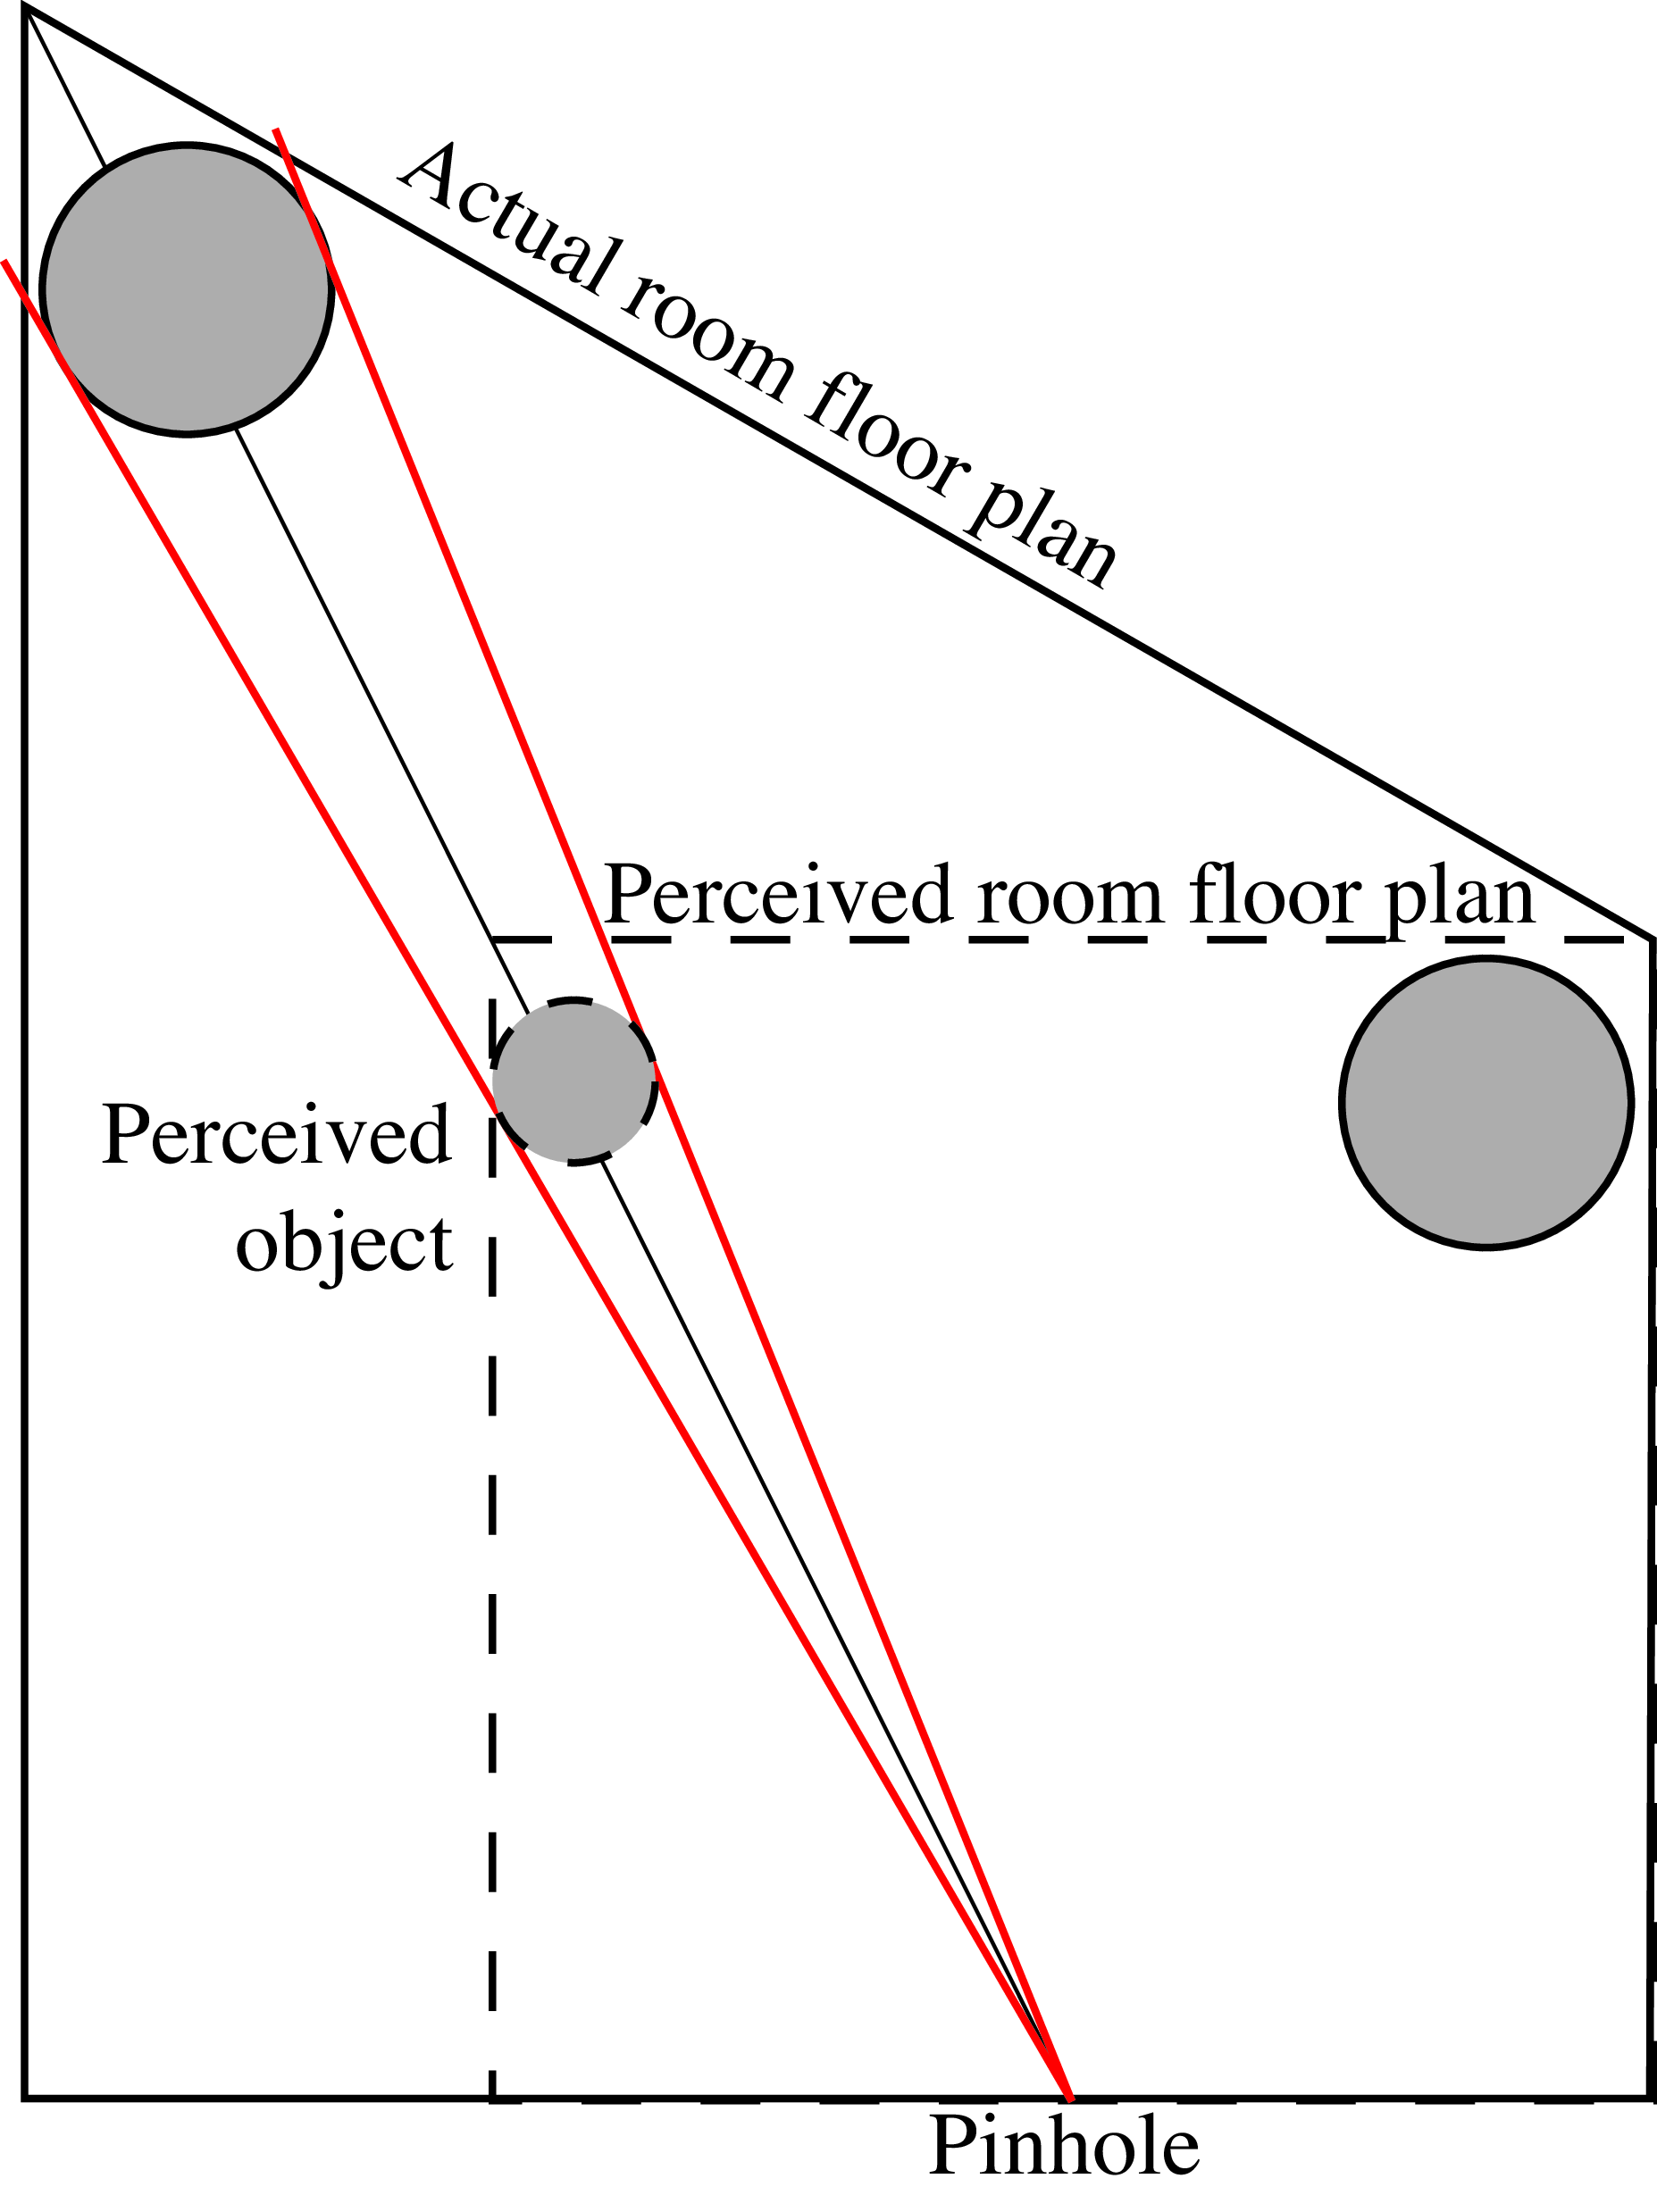 Actual room floor plan
Perceived room floor plan
Perceived
object
Pinhole